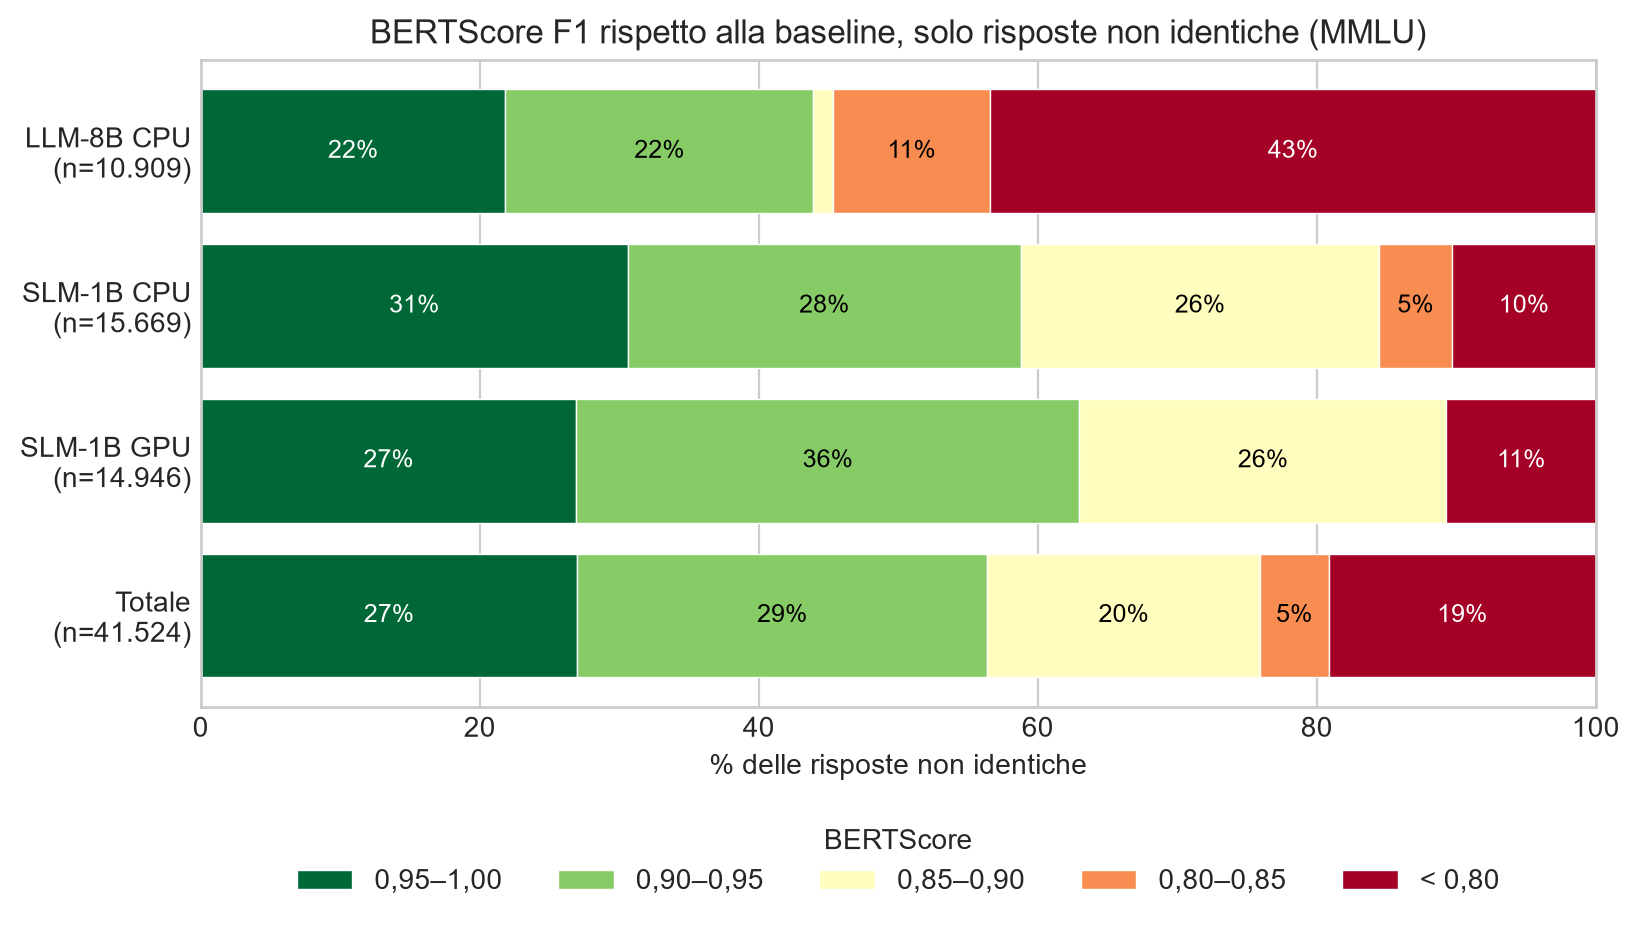 BERTScore F1 rispetto alla baseline, solo risposte non identiche (MMLU)
LLM-8B CPU
(n=10.909)
22%
22%
11%
43%
SLM-1B CPU
(n=15.669)
31%
28%
26%
5%
10%
SLM-1B GPU
(n=14.946)
27%
36%
26%
11%
Totale
(n=41.524)
27%
29%
20%
5%
19%
0
20
40
60
80
100
% delle risposte non identiche
BERTScore
0,95–1,00
0,90–0,95
0,85–0,90
0,80–0,85
< 0,80